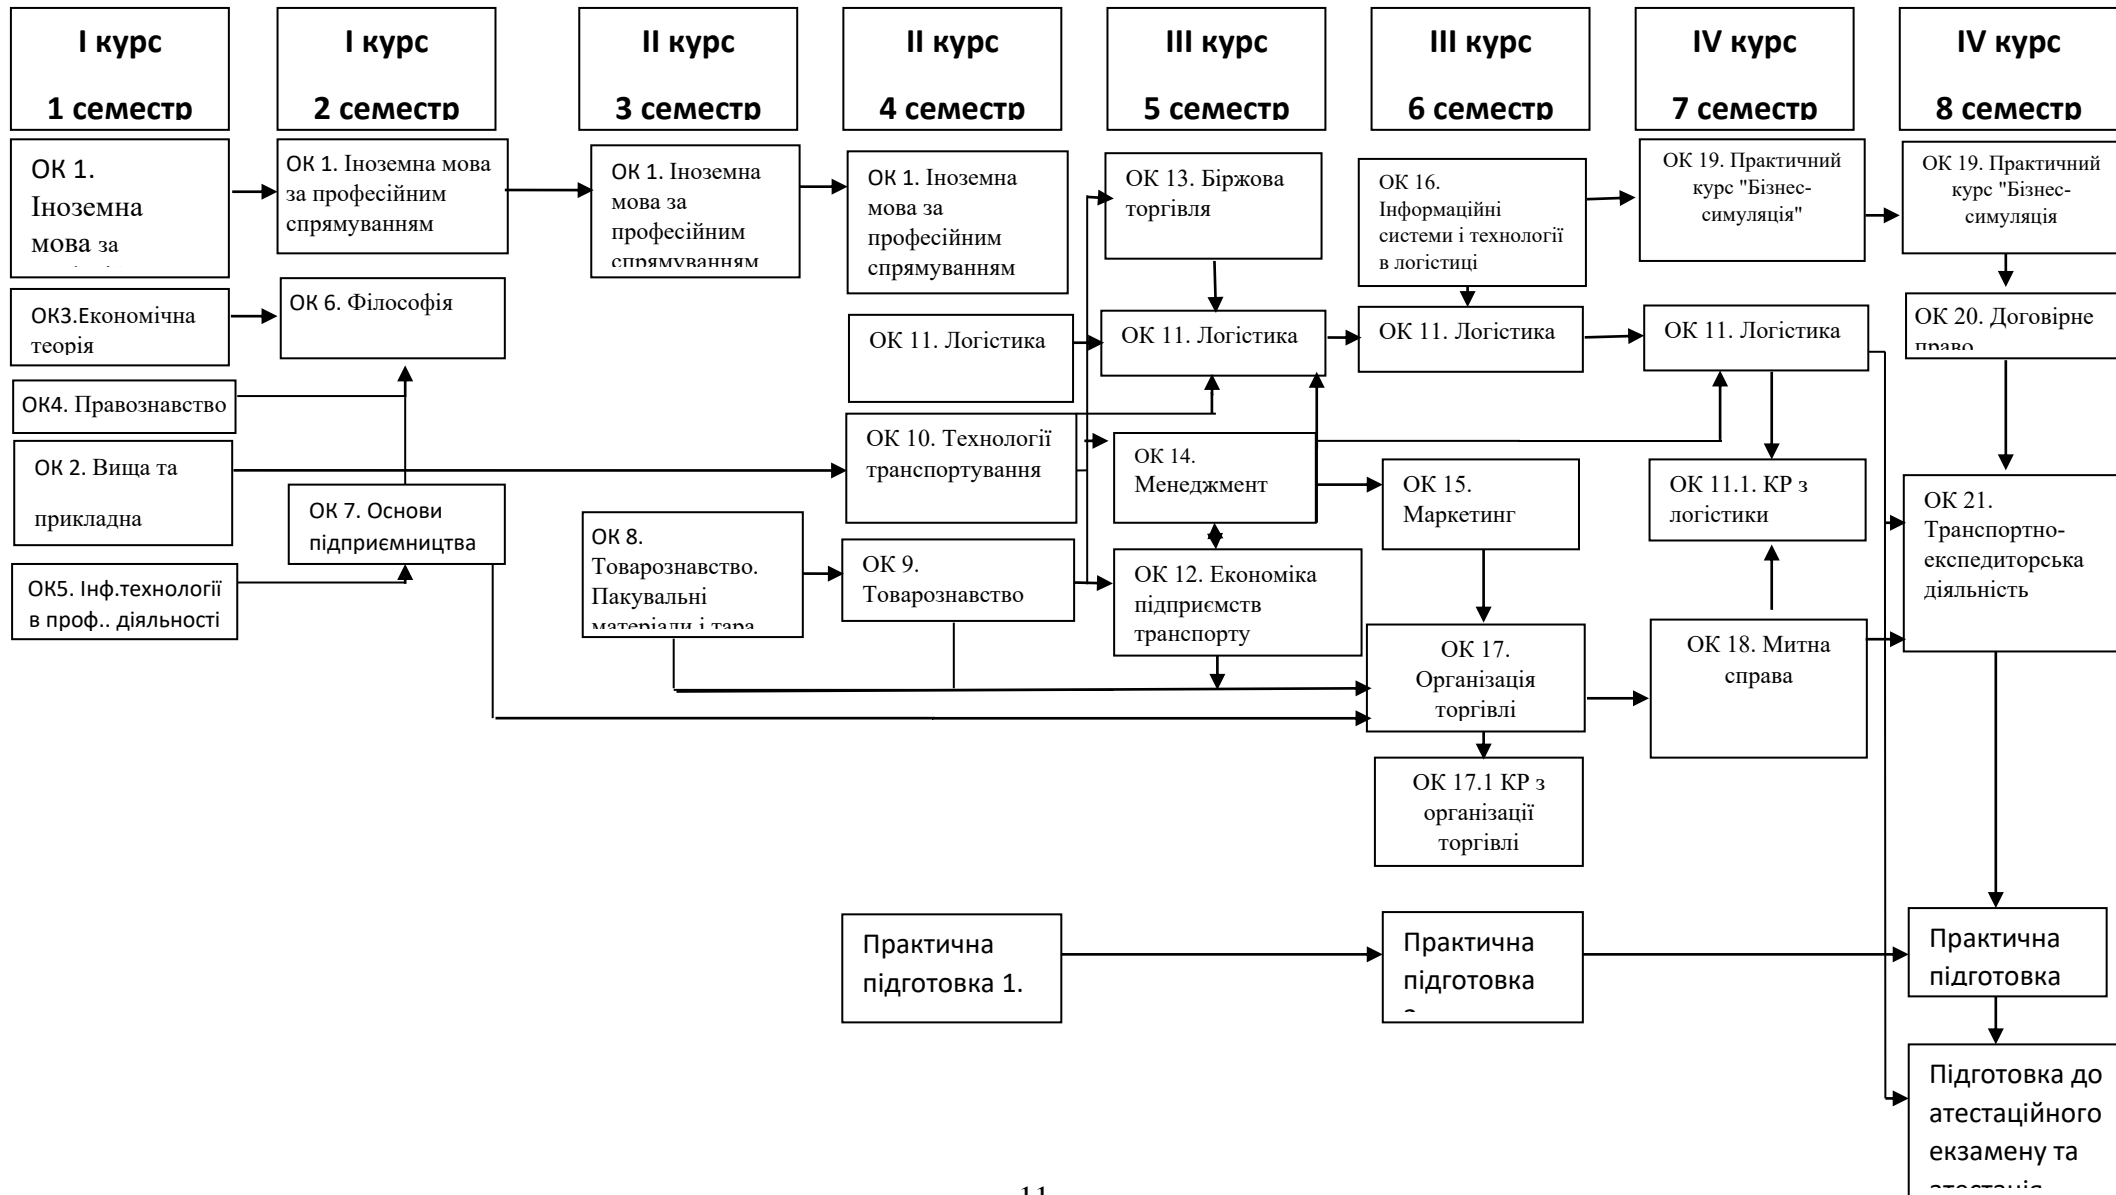 І курс
1 семестр
І курс
2 семестр
ІІ курс
3 семестр
ІІ курс
4 семестр
ІІІ курс
5 семестр
ІІІ курс
6 семестр
IV курс
7 семестр
IV курс
8 семестр
ОК 1.
Іноземна
мова за
ОК3.Економічна
теорія
ОК4. Правознавство
ОК 2. Вища та
прикладна
ОК5. Інф.технології
в проф.. діяльності
ОК 1. Іноземна мова
за професійним
спрямуванням
ОК 6. Філософія
ОК 7. Основи
підприємництва
ОК 1. Іноземна
мова за
професійним
спрямуванням
ОК 8.
Товарознавство.
Пакувальні
матеріали і тара
ОК 1. Іноземна
мова за
професійним
спрямуванням
ОК 11. Логістика
ОК 10. Технології
транспортування
ОК 9.
Товарознавство
Практична
підготовка 1.
ОК 13. Біржова
торгівля
ОК 11. Логістика
ОК 14.
Менеджмент
ОК 12. Економіка
підприємств
транспорту
ОК 16.
Інформаційні
системи і технології
в логістиці
ОК 11. Логістика
ОК 15.
Маркетинг
ОК 17.
Організація
торгівлі
ОК 17.1 КР з
організації
торгівлі
Практична
підготовка
ОК 19. Практичний
курс "Бізнес-
симуляція"
ОК 11. Логістика
ОК 11.1. КР з
логістики
ОК 18. Митна
справа
ОК 19. Практичний
курс "Бізнес-
симуляція
ОК 20. Договірне
право
ОК 21.
Транспортно-
експедиторська
діяльність
Практична
підготовка
Підготовка до
атестаційного
екзамену та
атестація
11